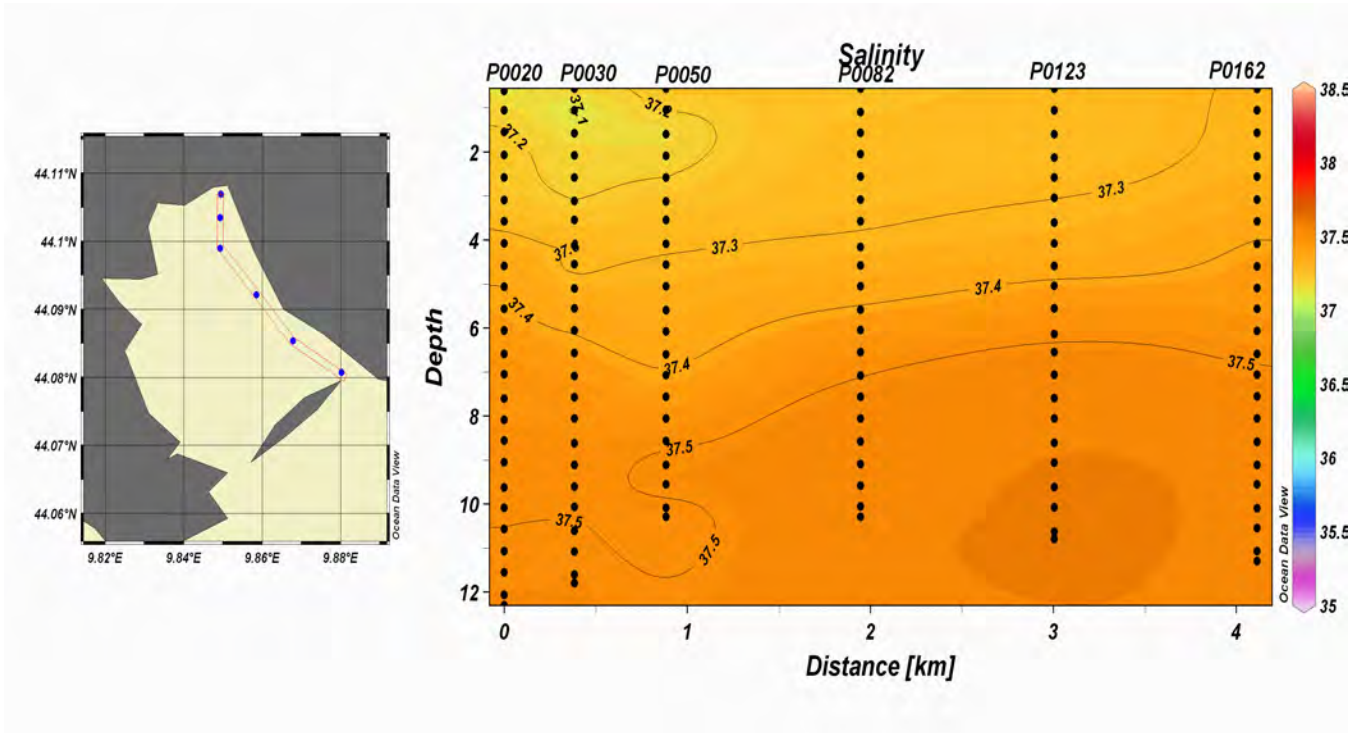 Salinity
P0020 P0030 P0050 P0082 P0123 P0162
44.11°N
44.1°N
44.09°N
44.08°N
44.07°N
44.06°N
9.82°E 9.84°E 9.86°E 9.88°E
Ocean Data View
Depth
2
4
6
8
10
12
37.1
37.2
37.2
37.3
37.3
37.4
37.4
37.4
37.5
37.5
37.5
37.5
0 1 2 3 4
Distance [km]
Ocean Data View
38.5
38
37.5
37
36.5
36
35.5
35